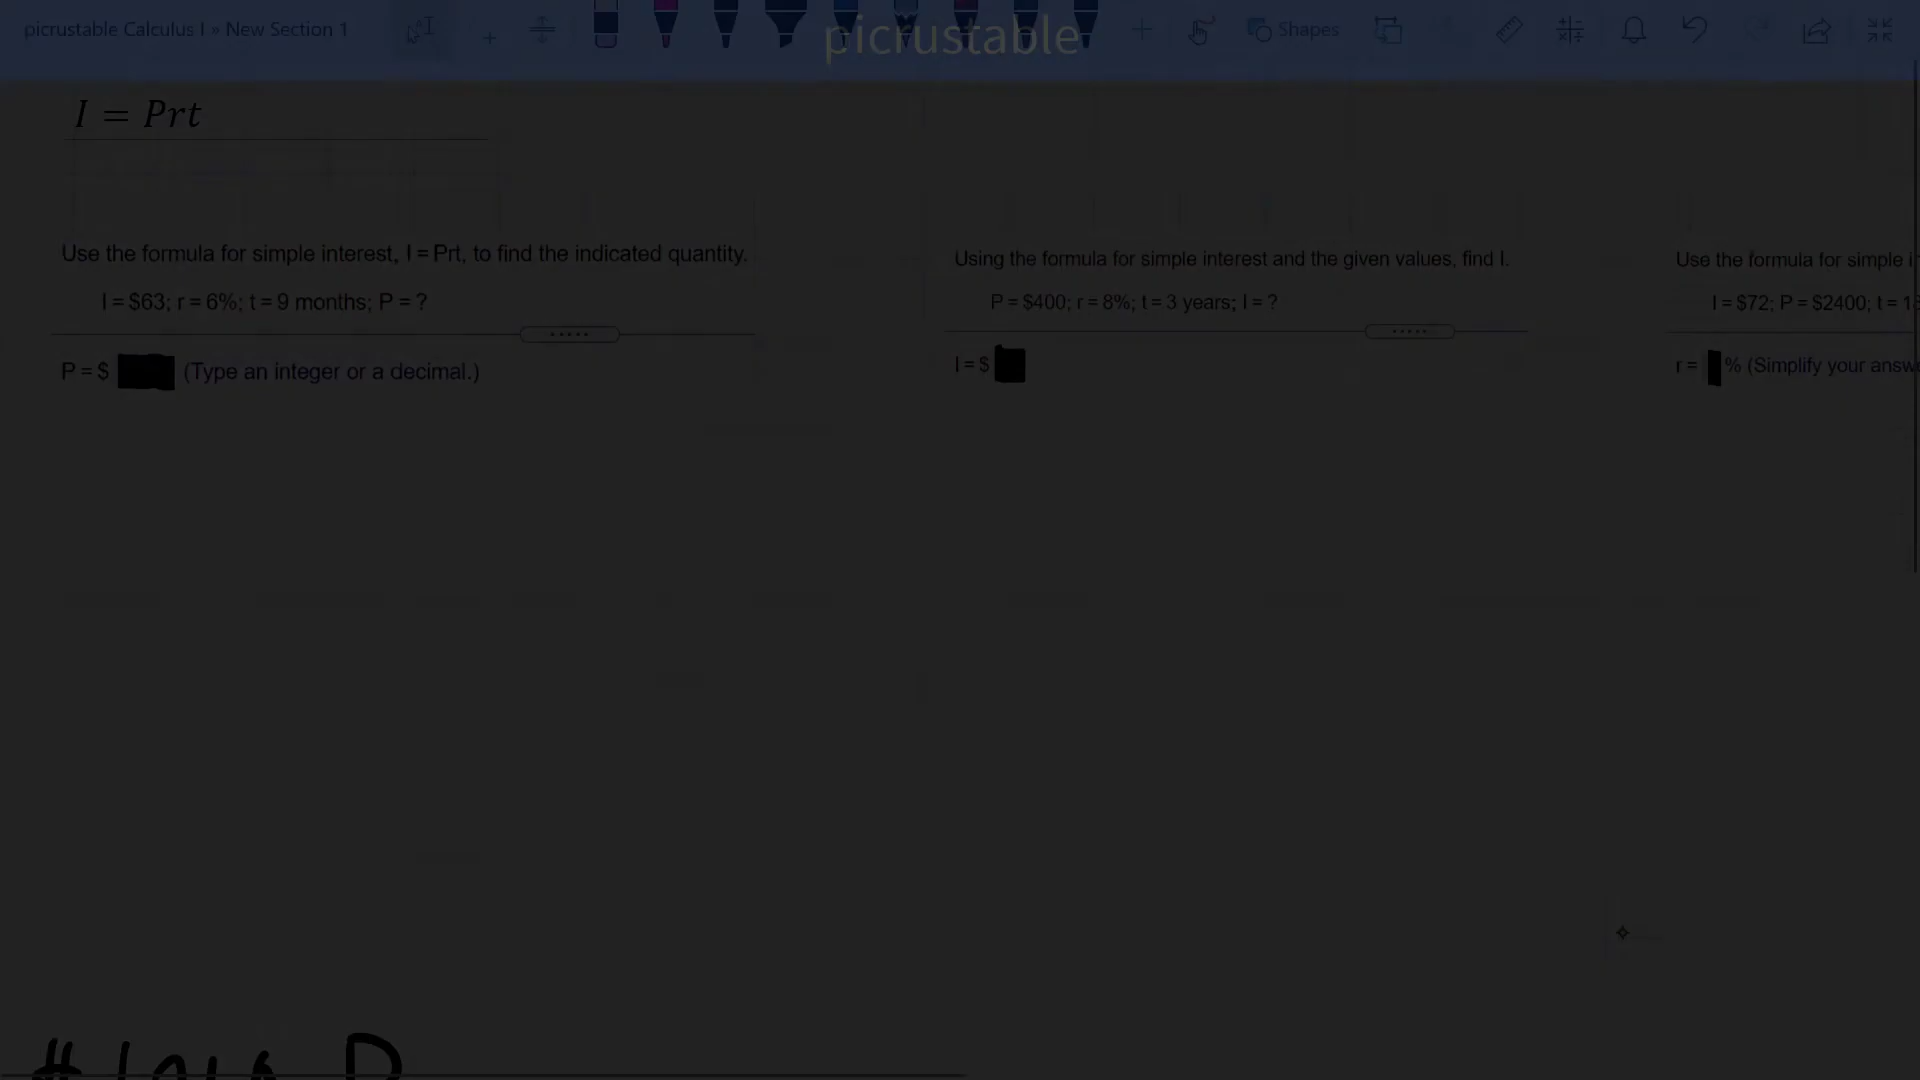 picrustable Calculus I » New Section 1
Shapes
picrustable
I = Prt
Use the formula for simple interest, I = Prt, to find the indicated quantity.
I = $63; r = 6%; t = 9 months; P = ?
P = $ (Type an integer or a decimal.)
Using the formula for simple interest and the given values, find I.
P = $400; r = 8%; t = 3 years; I = ?
I = $
Use the formula for simple i
I = $72; P = $2400; t = 1
r = % (Simplify your answ